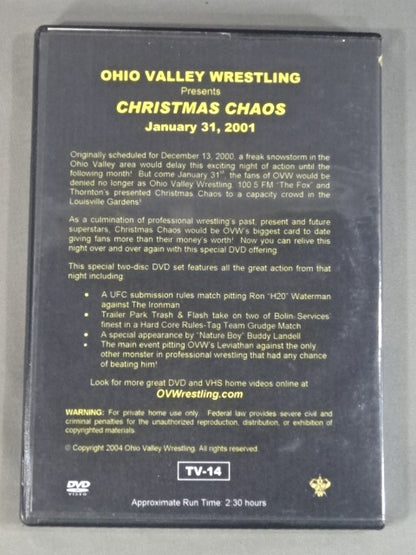 OHIO VALLEY WRESTLING
Presents
CHRISTMAS CHAOS
January 31, 2001
Originally scheduled for December 13, 2000, a freak snowstorm in the
Ohio Valley area would delay this exciting night of action until the
following month! But come January 31st, the fans of OVW would be
denied no longer as Ohio Valley Wrestling, 100.5 FM "The Fox" and
Thornton's presented Christmas Chaos to a capacity crowd in the
Louisville Gardens!
As a culmination of professional wrestling's past, present and future
superstars, Christmas Chaos would be OVW's biggest card to date
giving fans more than their money's worth! Now you can relive this
night over and over again with this special DVD offering.
This special two-disc DVD set features all the great action from that
night including:
• A UFC submission rules match pitting Ron "H20" Waterman
against The Ironman
• Trailer Park Trash & Flash take on two of Bolin Services'
finest in a Hard Core Rules-Tag Team Grudge Match
• A special appearance by "Nature Boy" Buddy Landell
• The main event pitting OVW's Leviathan against the only
other monster in professional wrestling that had any chance
of beating him!
Look for more great DVD and VHS home videos online at
OVWrestling.com
WARNING: For private home use only. Federal law provides severe civil and
criminal penalties for the unauthorized reproduction, distribution, or exhibition of
copyrighted materials.
© Copyright 2004 Ohio Valley Wrestling. All rights reserved.
TV-14
DVD
VIDEO
Approximate Run Time: 2:30 hours